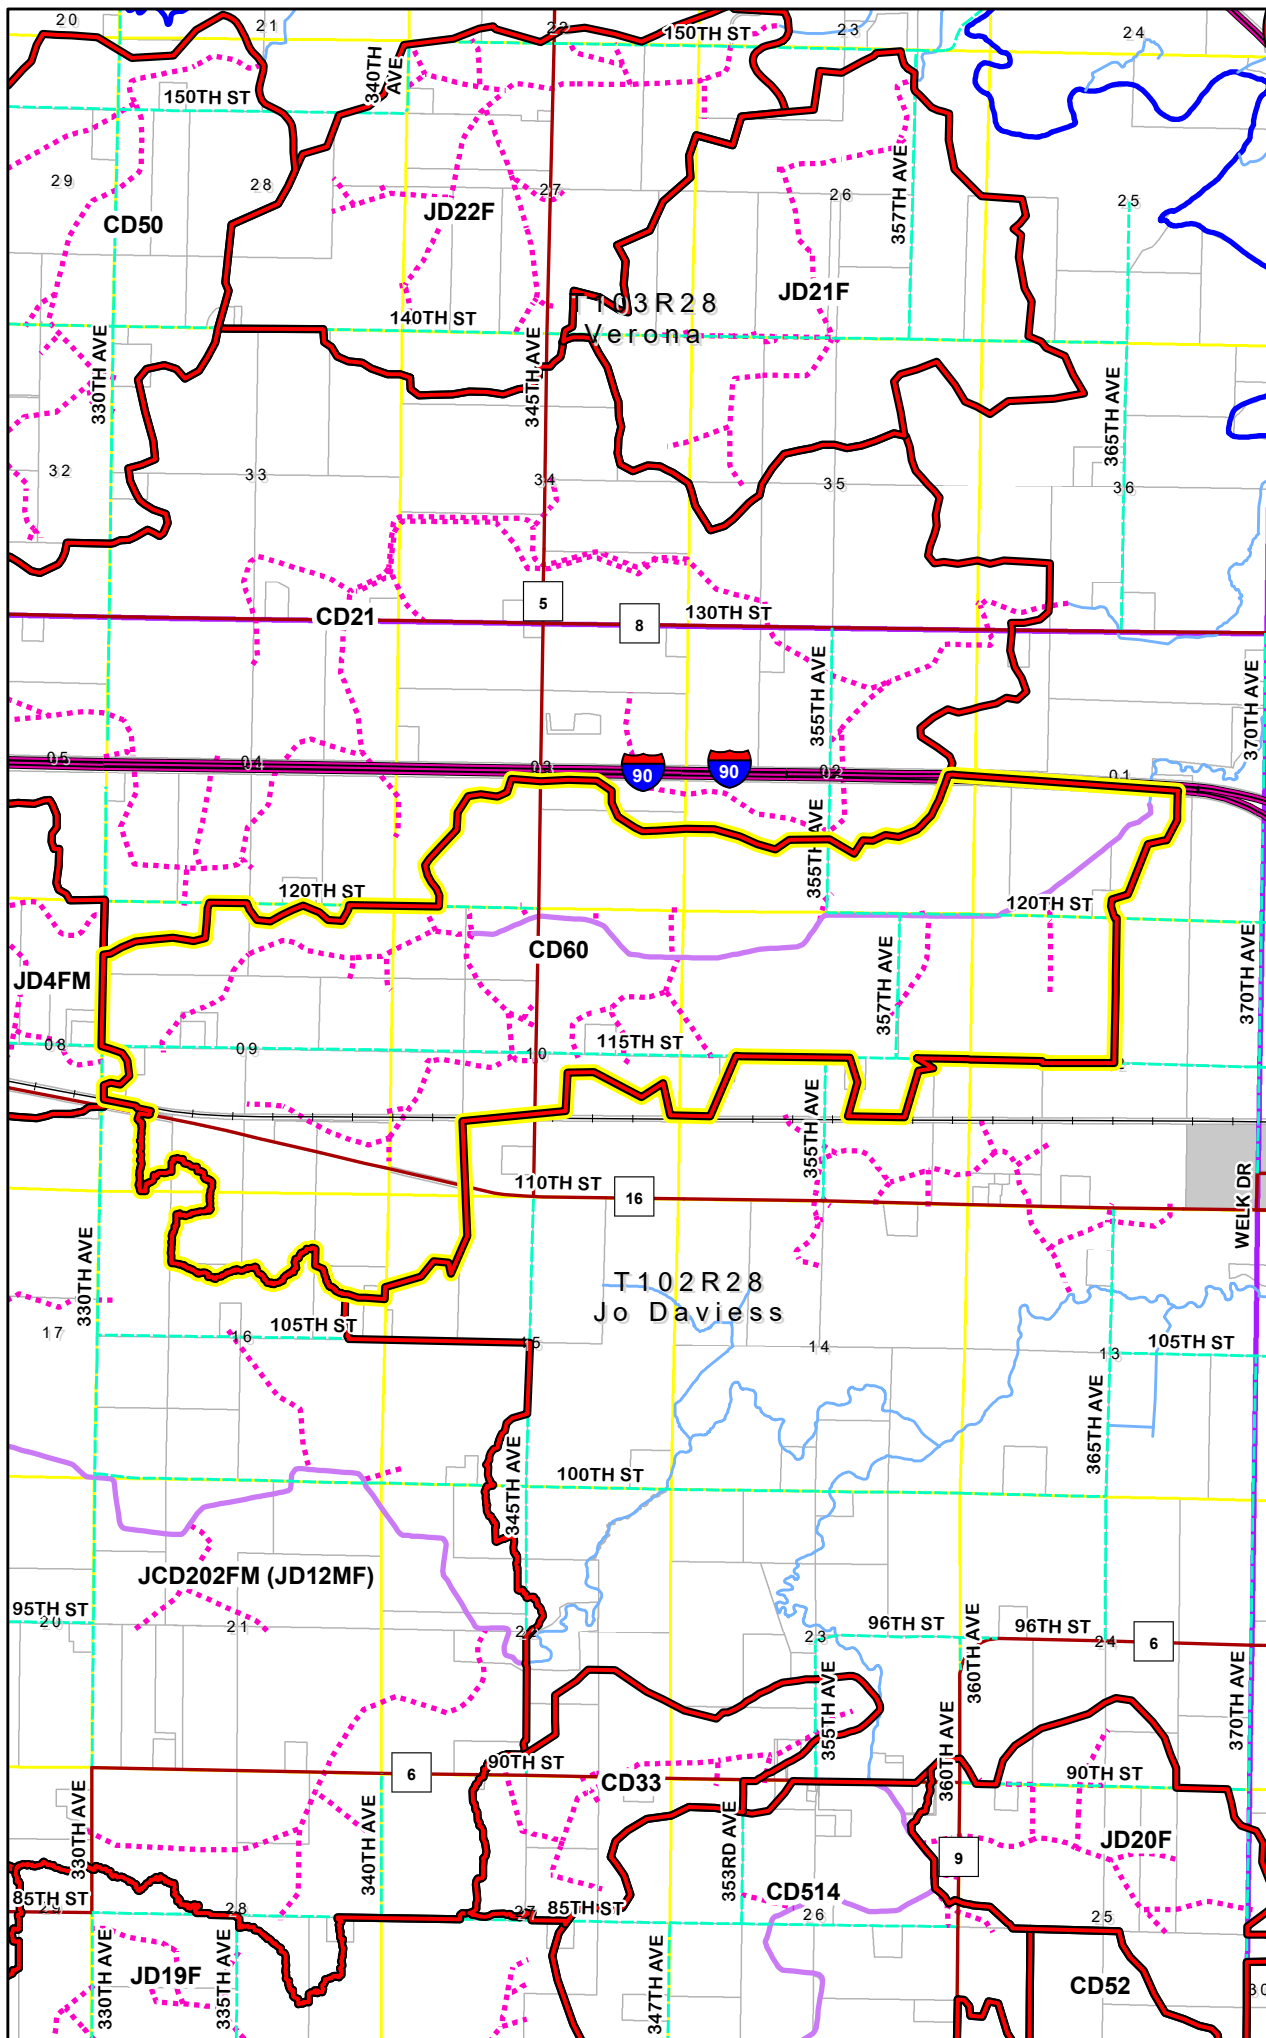 20
21
22
23
24
150TH ST
340TH
AVE
150TH ST
29
28
27
26
25
CD50
JD22F
357TH AVE
JD21F
T103R28
Verona
140TH ST
330TH AVE
345TH AVE
365TH AVE
32
33
34
35
36
5
8
130TH ST
CD21
355TH AVE
370TH AVE
05
04
03
90
90
02
01
355TH AVE
120TH ST
120TH ST
CD60
JD4FM
357TH AVE
370TH AVE
08
09
10
115TH ST
355TH AVE
110TH ST
16
WELK DR
330TH AVE
T102R28
Jo Daviess
17
16
105TH ST
15
14
13
105TH ST
345TH AVE
100TH ST
365TH AVE
JCD202FM (JD12MF)
95TH ST
20
21
22
23
96TH ST
360TH AVE
96TH ST
24
6
355TH AVE
370TH AVE
90TH ST
6
CD33
360TH AVE
90TH ST
330TH AVE
340TH AVE
353RD AVE
JD20F
9
CD514
85TH ST
29
28
27
85TH ST
26
25
JD19F
330TH AVE
335TH AVE
347TH AVE
CD52
30